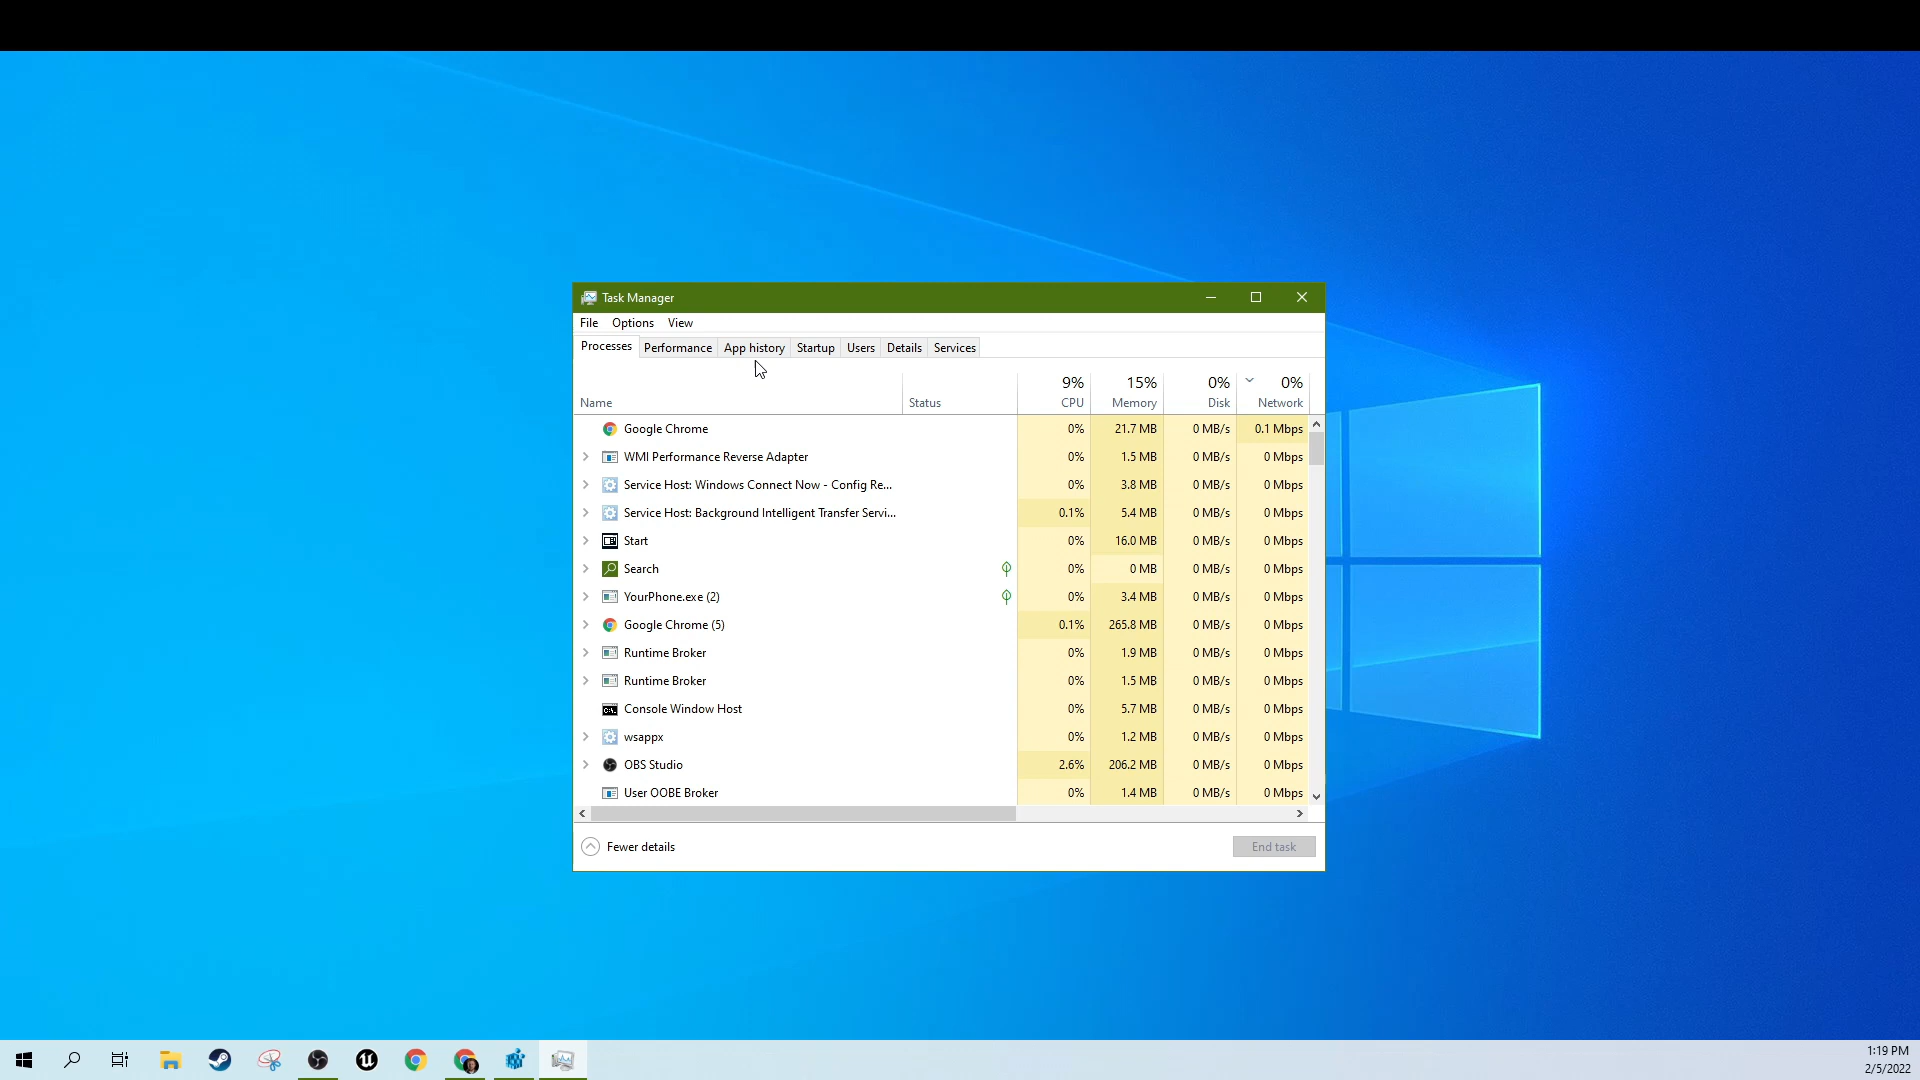 Task Manager
File Options View
Processes Performance App history Startup Users Details Services
9% 15% 0% 0%
Name Status CPU Memory Disk Network
Google Chrome 0% 21.7 MB 0 MB/s 0.1 Mbps
WMI Performance Reverse Adapter 0% 1.5 MB 0 MB/s 0 Mbps
Service Host: Windows Connect Now - Config Re... 0% 3.8 MB 0 MB/s 0 Mbps
Service Host: Background Intelligent Transfer Servi... 0.1% 5.4 MB 0 MB/s 0 Mbps
Start 0% 16.0 MB 0 MB/s 0 Mbps
Search 0% 0 MB 0 MB/s 0 Mbps
YourPhone.exe (2) 0% 3.4 MB 0 MB/s 0 Mbps
Google Chrome (5) 0.1% 265.8 MB 0 MB/s 0 Mbps
Runtime Broker 0% 1.9 MB 0 MB/s 0 Mbps
Runtime Broker 0% 1.5 MB 0 MB/s 0 Mbps
Console Window Host 0% 5.7 MB 0 MB/s 0 Mbps
wsappx 0% 1.2 MB 0 MB/s 0 Mbps
OBS Studio 2.6% 206.2 MB 0 MB/s 0 Mbps
User OOBE Broker 0% 1.4 MB 0 MB/s 0 Mbps
Fewer details End task
1:19 PM
2/5/2022